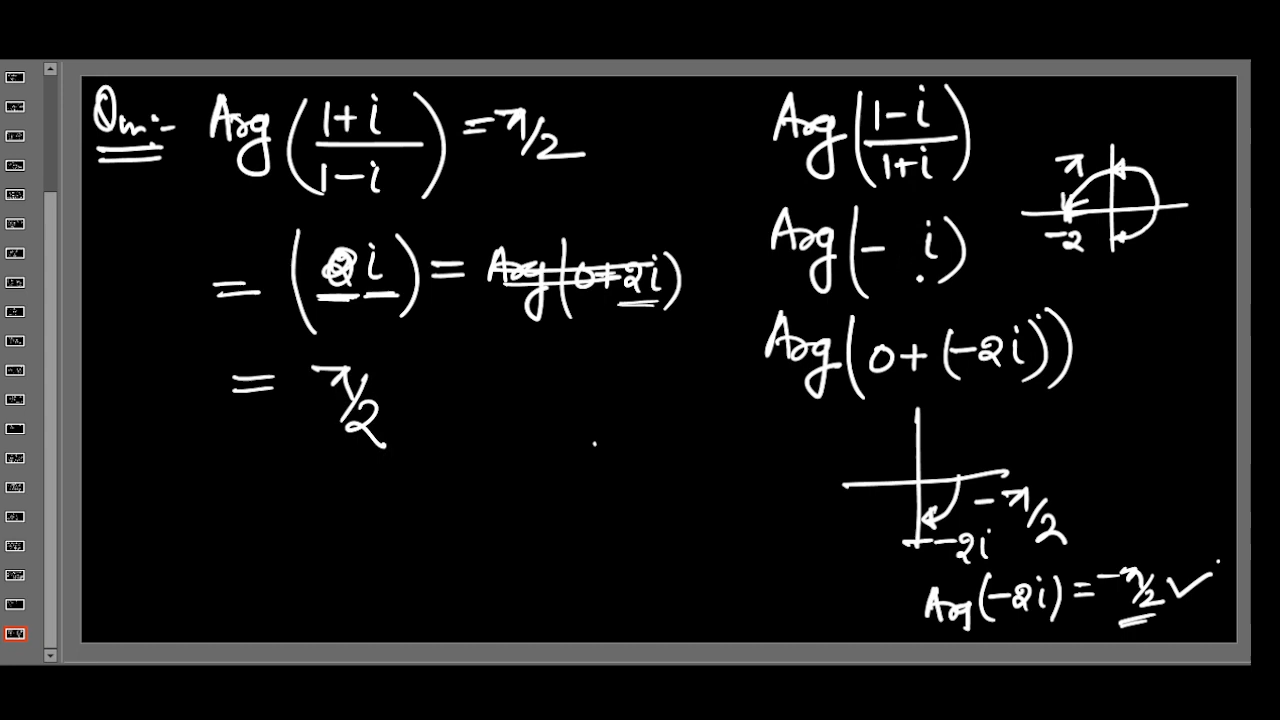 Qn:- Arg((1+i)/(1-i)) = π/2
= (2i) = Arg(0+2i)
= π/2
Arg((1-i)/(1+i))
π
-2
Arg(- i)
Arg(0+(-2i))
-π/2
-2i
Arg(-2i) = -π/2 ✓